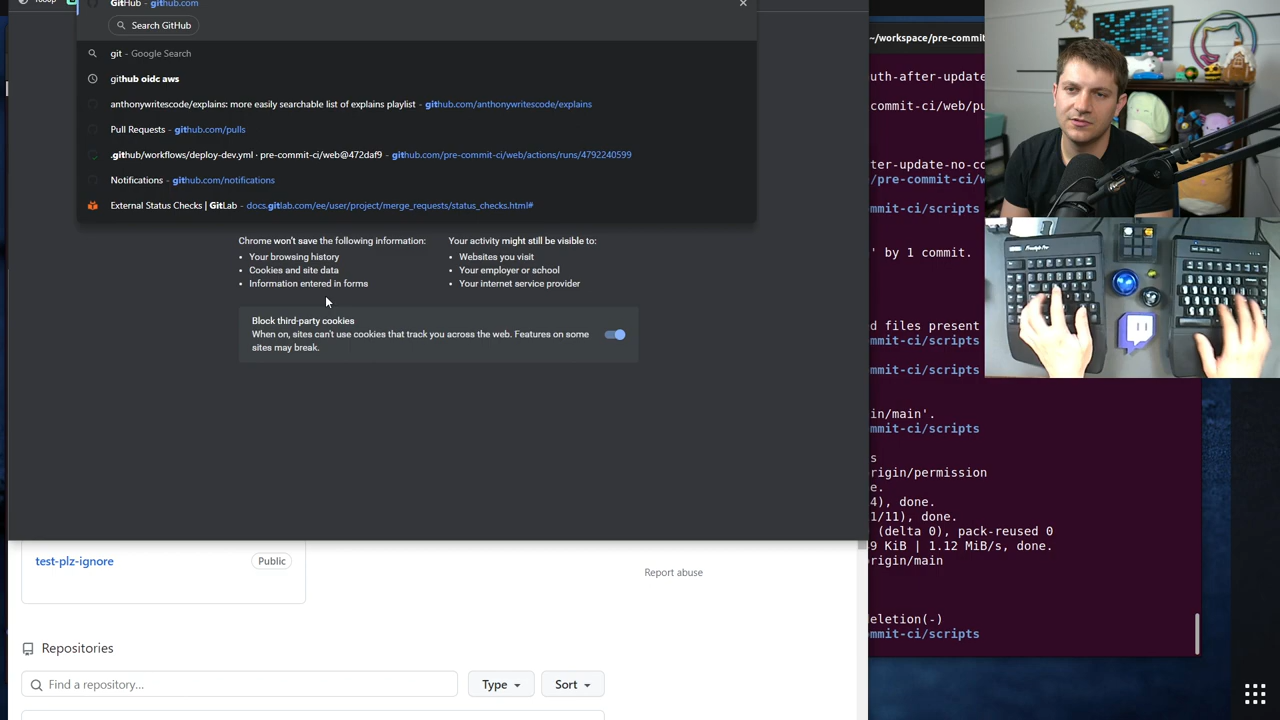 GitHub - github.com
Search GitHub
git - Google Search
github oidc aws
anthonywritescode/explains: more easily searchable list of explains playlist - github.com/anthonywritescode/explains
Pull Requests - github.com/pulls
.github/workflows/deploy-dev.yml · pre-commit-ci/web@472daf9 - github.com/pre-commit-ci/web/actions/runs/4792240599
Notifications - github.com/notifications
External Status Checks | GitLab - docs.gitlab.com/ee/user/project/merge_requests/status_checks.html#
Chrome won't save the following information:
• Your browsing history
• Cookies and site data
• Information entered in forms
Your activity might still be visible to:
• Websites you visit
• Your employer or school
• Your internet service provider
Block third-party cookies
When on, sites can't use cookies that track you across the web. Features on some
sites may break.
test-plz-ignore
Public
Report abuse
Repositories
Find a repository...
Type
Sort
~/workspace/pre-commit
uth-after-update
commit-ci/web/pu
ter-update-no-co
/pre-commit-ci/w
mmit-ci/scripts
' by 1 commit.
d files present
mmit-ci/scripts
mmit-ci/scripts
in/main'.
mmit-ci/scripts
s
rigin/permission
e.
4), done.
1/11), done.
(delta 0), pack-reused 0
9 KiB | 1.12 MiB/s, done.
origin/main
eletion(-)
mmit-ci/scripts